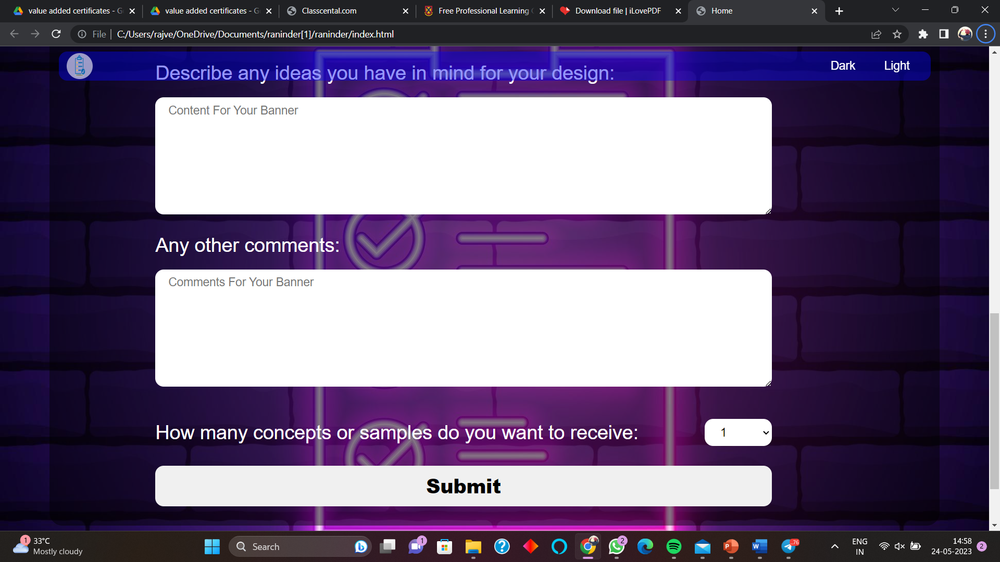 value added certificates - G
value added certificates - G
Classcental.com
Free Professional Learning
Download file | iLovePDF
Home
File
C:/Users/rajve/OneDrive/Documents/raninder[1]/raninder/index.html
Describe any ideas you have in mind for your design:
Dark
Light
Content For Your Banner
Any other comments:
Comments For Your Banner
How many concepts or samples do you want to receive:
1
Submit
1
33°C
Mostly cloudy
Search
1
2
P
W
..76
ENG
IN
14:58
24-05-2023
2